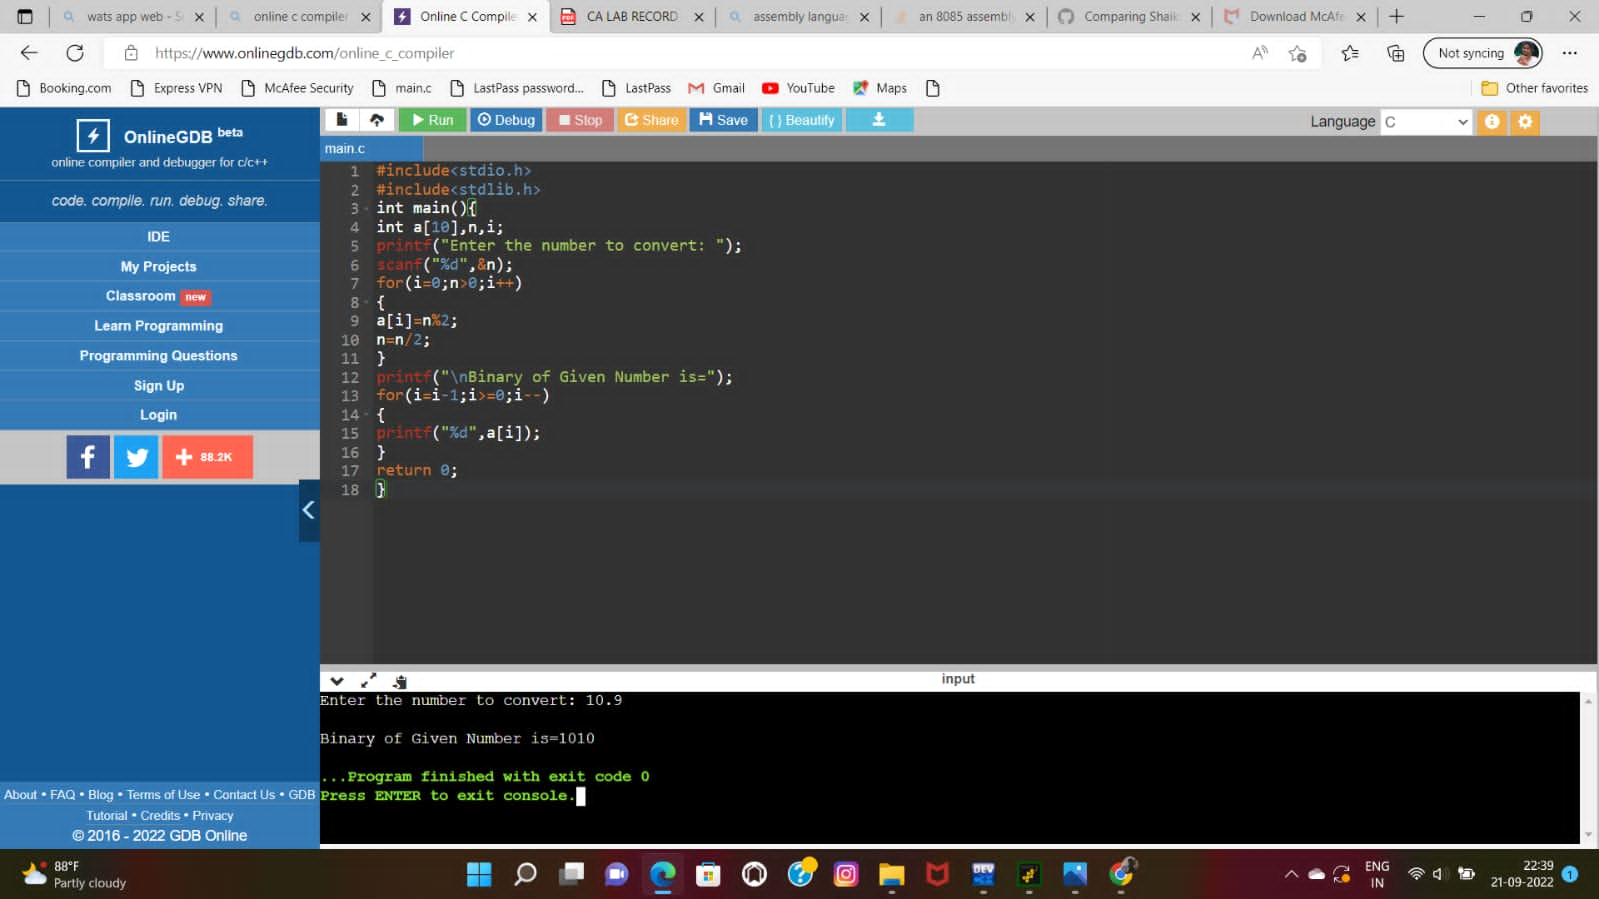 wats app web - S
online c compiler
Online C Compile
CA LAB RECORD
assembly langua
an 8085 assembl
Comparing Shaik
Download McAfe
https://www.onlinegdb.com/online_c_compiler
Not syncing
Booking.com
Express VPN
McAfee Security
main.c
LastPass password...
LastPass
Gmail
YouTube
Maps
Other favorites
OnlineGDB beta
online compiler and debugger for c/c++
code. compile. run. debug. share.
IDE
My Projects
Classroom new
Learn Programming
Programming Questions
Sign Up
Login
88.2K
About • FAQ • Blog • Terms of Use • Contact Us • GDB
Tutorial • Credits • Privacy
© 2016 - 2022 GDB Online
Run
Debug
Stop
Share
Save
{ } Beautify
Language C
main.c
1 #include<stdio.h>
2 #include<stdlib.h>
3 int main(){
4 int a[10],n,i;
5 printf("Enter the number to convert: ");
6 scanf("%d",&n);
7 for(i=0;n>0;i++)
8 {
9 a[i]=n%2;
10 n=n/2;
11 }
12 printf("\nBinary of Given Number is=");
13 for(i=i-1;i>=0;i--)
14 {
15 printf("%d",a[i]);
16 }
17 return 0;
18 }
input
Enter the number to convert: 10.9
Binary of Given Number is=1010
...Program finished with exit code 0
Press ENTER to exit console.
88°F
Partly cloudy
DEV
ENG
IN
22:39
21-09-2022
1